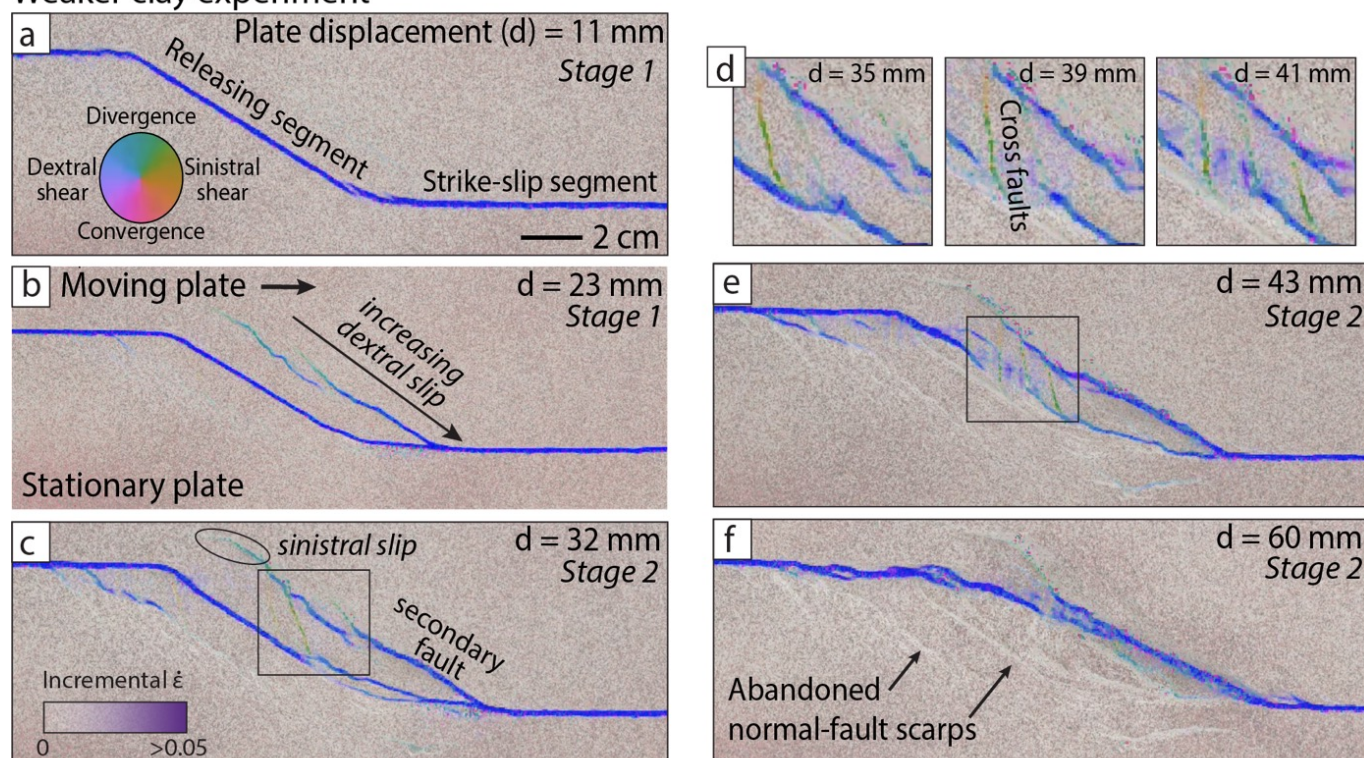 Weaker clay experiment
a
Plate displacement (d) = 11 mm
Stage 1
Releasing segment
Divergence
Dextral shear
Sinistral shear
Convergence
Strike-slip segment
2 cm
b
Moving plate
d = 23 mm
Stage 1
increasing
dextral slip
Stationary plate
c
sinistral slip
d = 32 mm
Stage 2
secondary
fault
Incremental ε̇
0
>0.05
d
d = 35 mm
d = 39 mm
d = 41 mm
Cross faults
e
d = 43 mm
Stage 2
f
d = 60 mm
Stage 2
Abandoned
normal-fault scarps